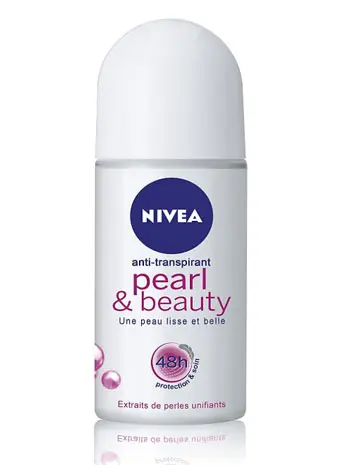 NIVEA
anti-transpirant
pearl
& beauty
Une peau lisse et belle
48h
protection & soin
Extraits de perles unifiants